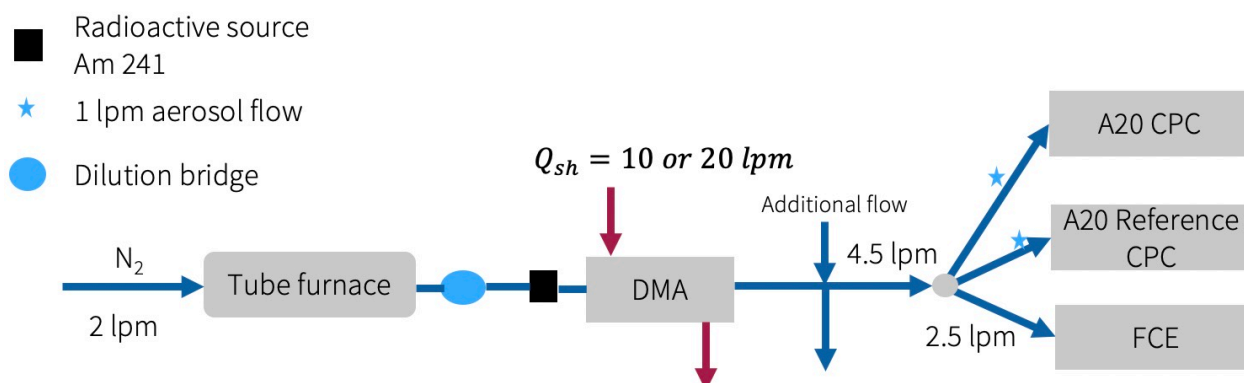 Radioactive source
Am 241
1 lpm aerosol flow
Dilution bridge
Q_sh = 10 or 20 lpm
Additional flow
A20 CPC
N₂
Tube furnace
DMA
4.5 lpm
A20 Reference
CPC
2 lpm
2.5 lpm
FCE